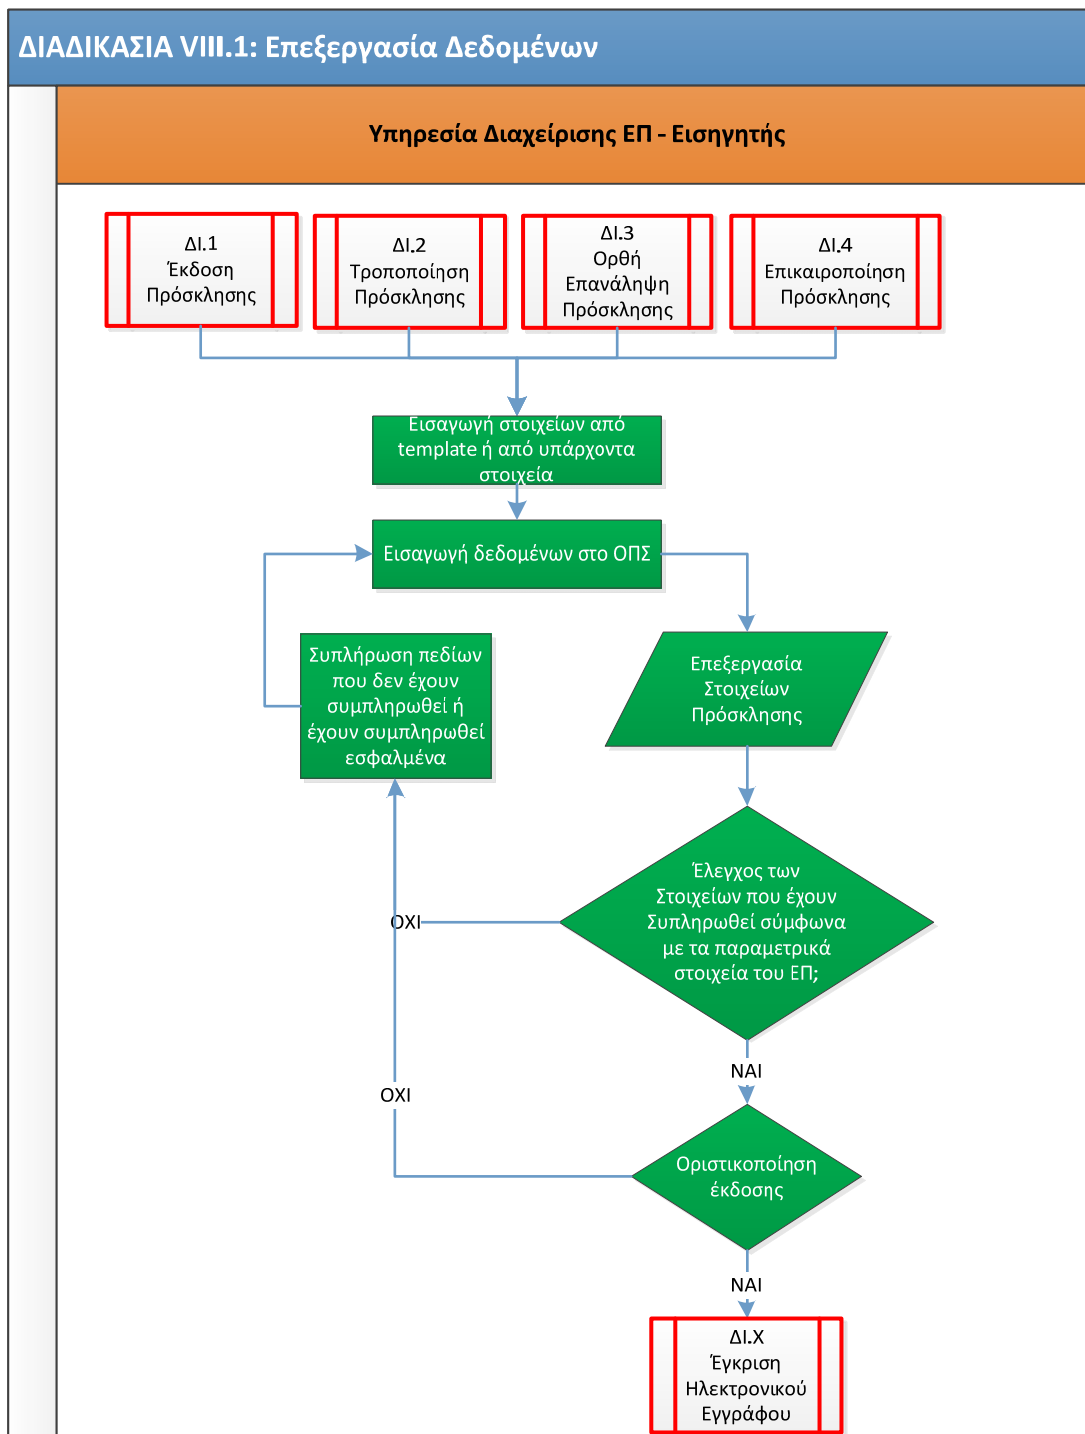 ΔΙΑΔΙΚΑΣΙΑ VIII.1: Επεξεργασία Δεδομένων
Υπηρεσία Διαχείρισης ΕΠ - Εισηγητής
ΔΙ.1
Έκδοση
Πρόσκλησης
ΔΙ.2
Τροποποίηση
Πρόσκλησης
ΔΙ.3
Ορθή
Επανάληψη
Πρόσκλησης
ΔΙ.4
Επικαιροποίηση
Πρόσκλησης
Εισαγωγή στοιχείων από
template ή από υπάρχοντα
στοιχεία
Εισαγωγή δεδομένων στο ΟΠΣ
Συπλήρωση πεδίων
που δεν έχουν
συμπληρωθεί ή
έχουν συμπληρωθεί
εσφαλμένα
Επεξεργασία
Στοιχείων
Πρόσκλησης
Έλεγχος των
Στοιχείων που έχουν
Συπληρωθεί σύμφωνα
με τα παραμετρικά
στοιχεία του ΕΠ;
ΟΧΙ
ΝΑΙ
ΟΧΙ
Οριστικοποίηση
έκδοσης
ΝΑΙ
ΔΙ.Χ
Έγκριση
Ηλεκτρονικού
Εγγράφου